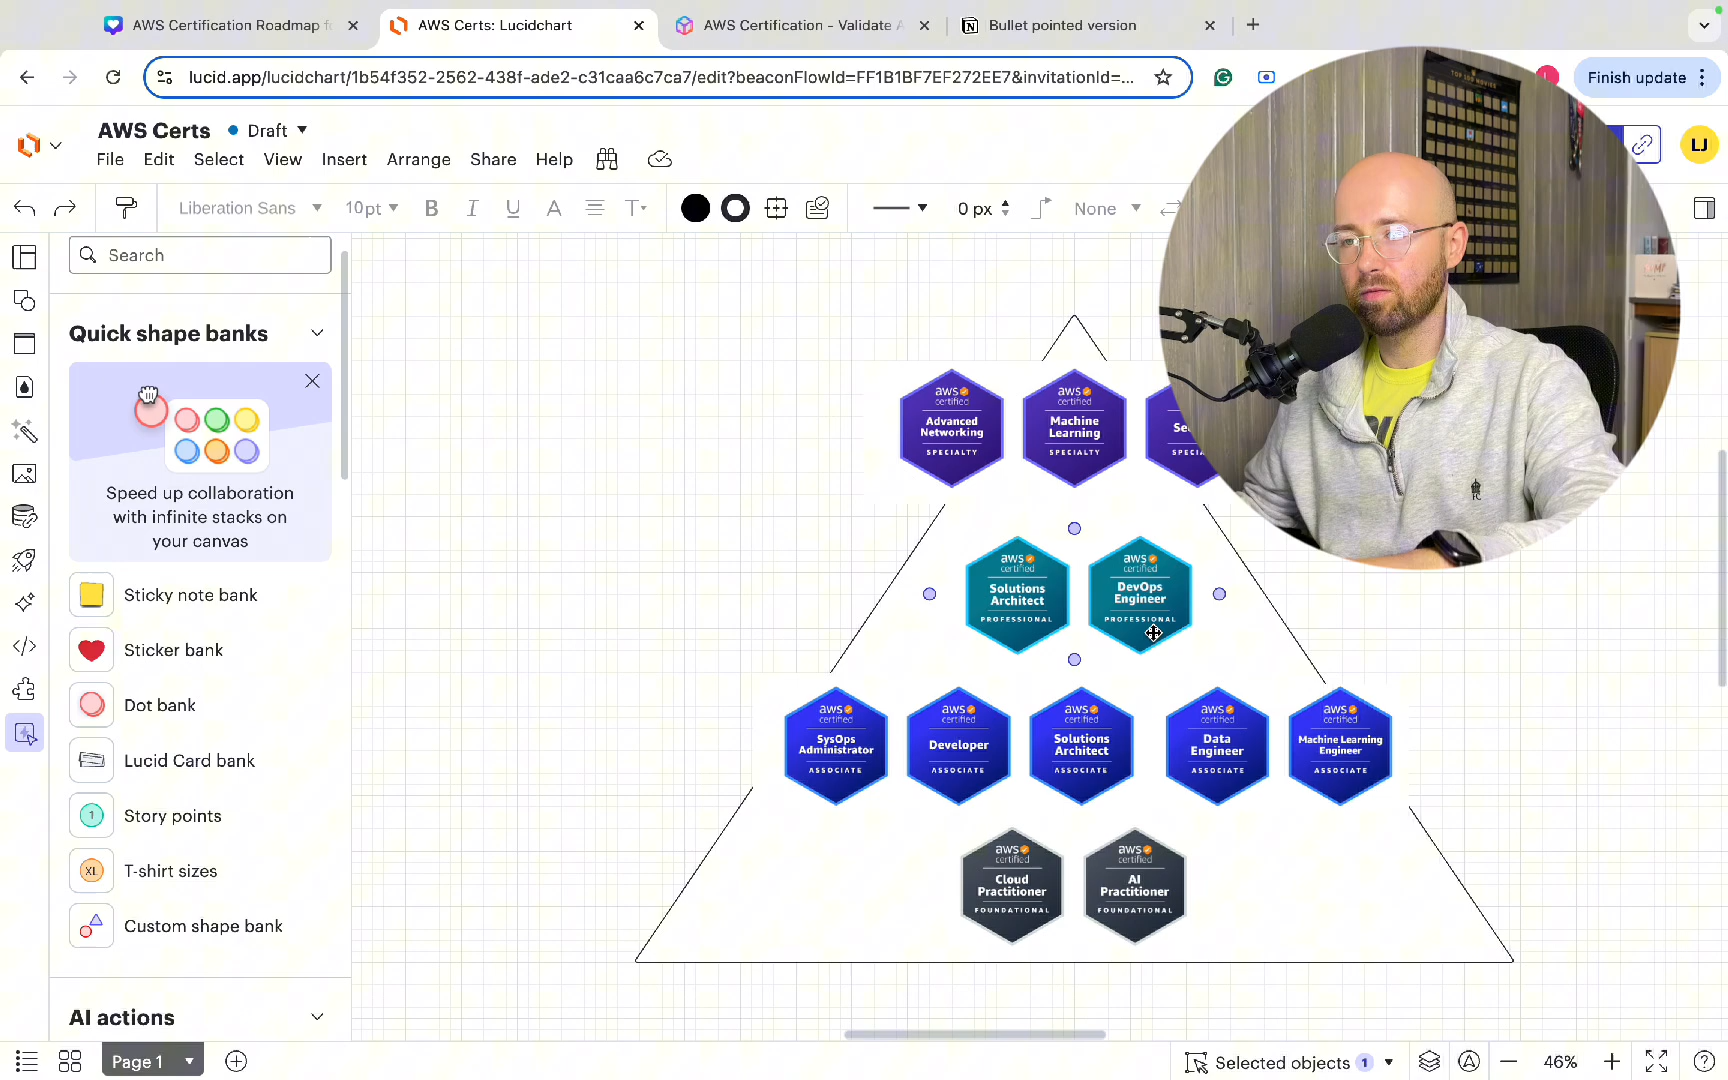 AWS Certification Roadmap fo
AWS Certs: Lucidchart
AWS Certification - Validate A
Bullet pointed version
lucid.app/lucidchart/1b54f352-2562-438f-ade2-c31caa6c7ca7/edit?beaconFlowId=FF1B1BF7EF272EE7&invitationId=...
Finish update
AWS Certs
Draft
File
Edit
Select
View
Insert
Arrange
Share
Help
LJ
Liberation Sans
10pt
B
I
U
A
T
0 px
None
Search
Quick shape banks
Speed up collaboration
with infinite stacks on
your canvas
Sticky note bank
Sticker bank
Dot bank
Lucid Card bank
1
Story points
XL
T-shirt sizes
Custom shape bank
AI actions
TOP 100 MOVIES
aws
certified
Advanced
Networking
SPECIALTY
aws
certified
Machine
Learning
SPECIALTY
aws
certified
Solutions
Architect
PROFESSIONAL
aws
certified
DevOps
Engineer
PROFESSIONAL
aws
certified
SysOps
Administrator
ASSOCIATE
aws
certified
Developer
ASSOCIATE
aws
certified
Solutions
Architect
ASSOCIATE
aws
certified
Data
Engineer
ASSOCIATE
aws
certified
Machine Learning
Engineer
ASSOCIATE
aws
certified
Cloud
Practitioner
FOUNDATIONAL
aws
certified
AI
Practitioner
FOUNDATIONAL
Page 1
Selected objects 1
46%